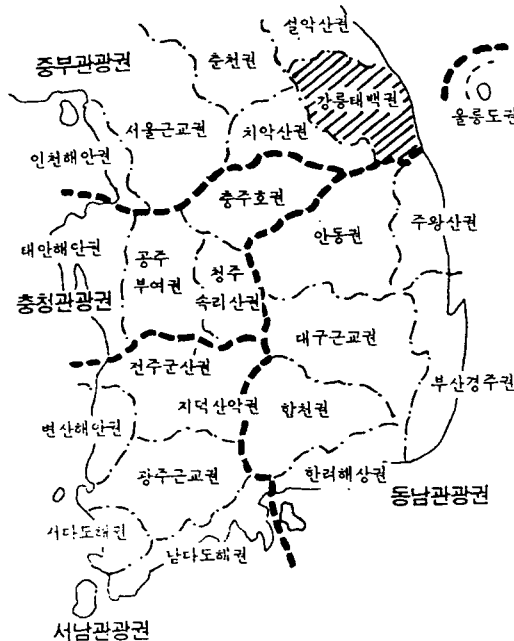 설악산권
중부관광권
춘천권
강릉태백권
울릉도권
서울근교권
치악산권
인천해안권
충주호권
주왕산권
안동권
태안해안권
공주
부여권
청주
속리산권
충청관광권
대구근교권
전주군산권
부산경주권
지덕산악권
합천권
변산해안권
광주근교권
한려해상권
동남관광권
서다도해권
남다도해권
서남관광권